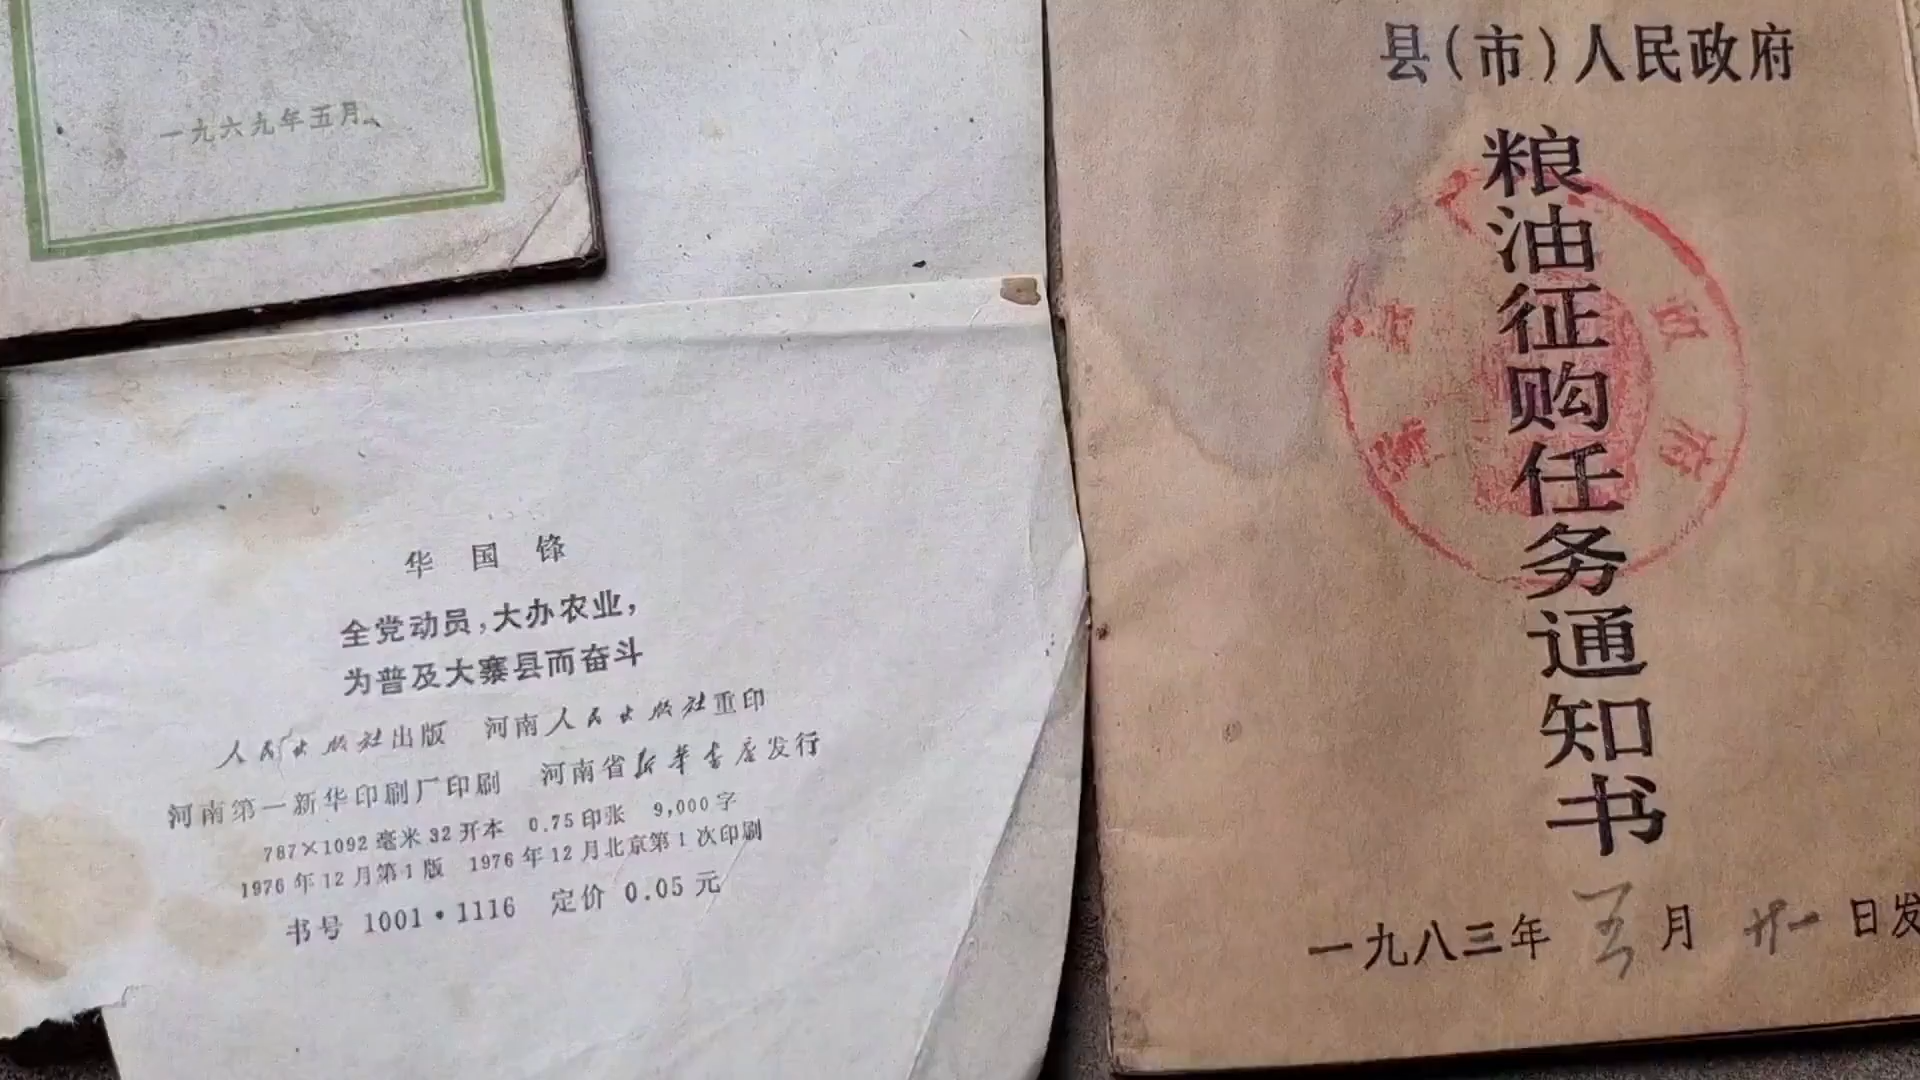 一九六九年五月
华国锋
全党动员，大办农业，
为普及大寨县而奋斗
人民出版社出版 河南人民出版社重印
河南第一新华印刷厂印刷 河南省新华书店发行
787×1092毫米32开本 0.75印张 9,000字
1976年12月第1版 1976年12月北京第1次印刷
书号 1001·1116 定价 0.05元
县（市）人民政府
粮油征购任务通知书
政府
一九八三年五月廿一日发